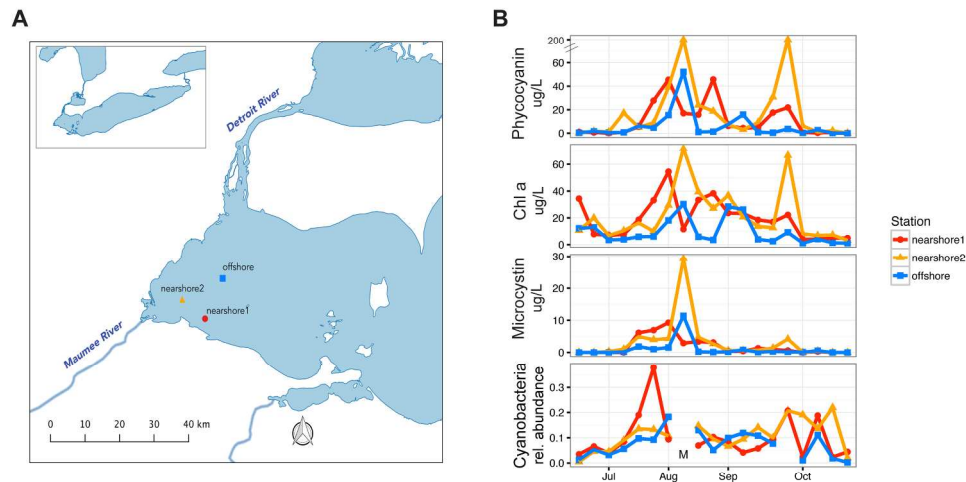 A
Detroit River
offshore
nearshore2
nearshore1
Maumee River
0 10 20 30 40 km
B
Phycocyanin
ug/L
200
60
40
20
0
Chl a
ug/L
60
40
20
0
Microcystin
ug/L
30
20
10
0
Cyanobacteria
rel. abundance
0.3
0.2
0.1
0.0
M
Jul Aug Sep Oct
Station
nearshore1
nearshore2
offshore